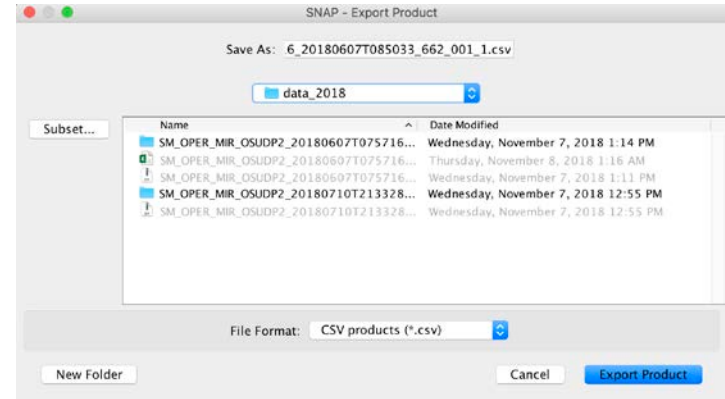 SNAP - Export Product
Save As: 6_20180607T085033_662_001_1.csv
data_2018
Subset...
Name Date Modified
SM_OPER_MIR_OSUDP2_20180607T075716... Wednesday, November 7, 2018 1:14 PM
SM_OPER_MIR_OSUDP2_20180607T075716... Thursday, November 8, 2018 1:16 AM
SM_OPER_MIR_OSUDP2_20180607T075716... Wednesday, November 7, 2018 1:11 PM
SM_OPER_MIR_OSUDP2_20180710T213328... Wednesday, November 7, 2018 12:55 PM
SM_OPER_MIR_OSUDP2_20180710T213328... Wednesday, November 7, 2018 12:55 PM
File Format: CSV products (*.csv)
New Folder Cancel Export Product